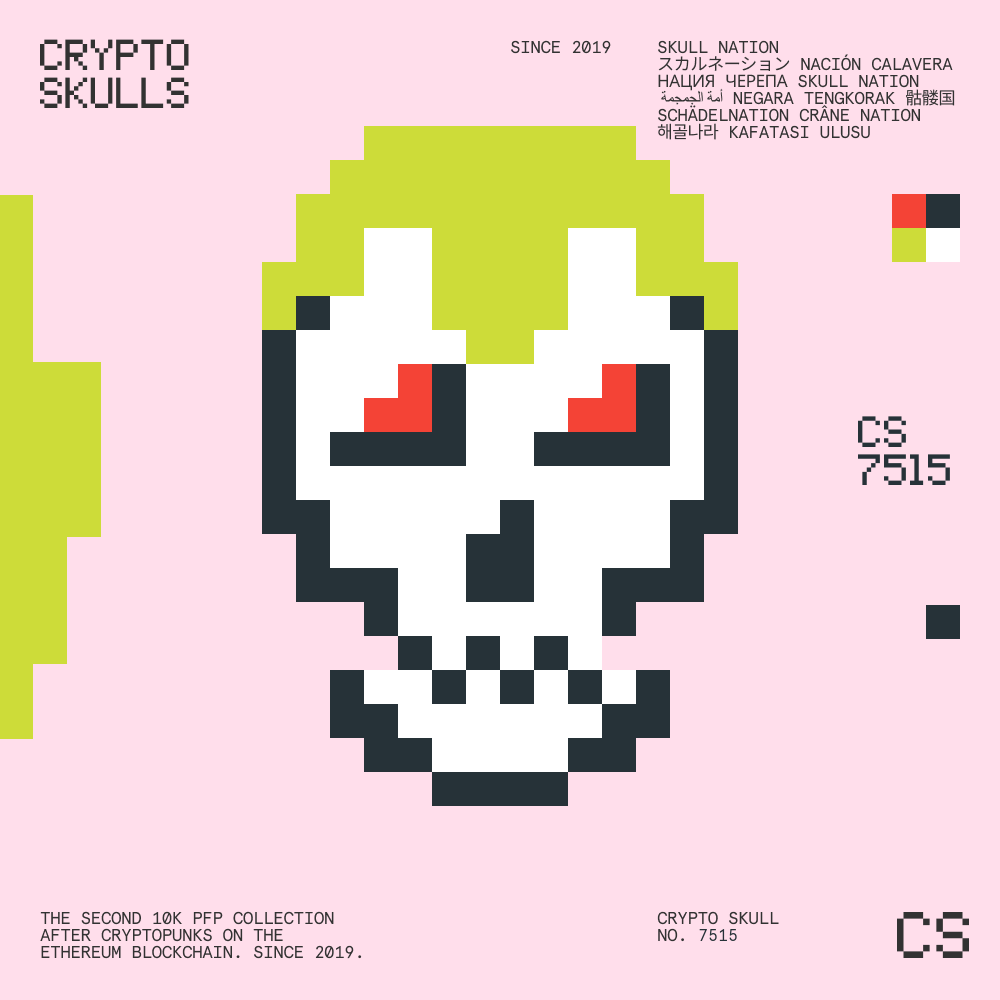 CRYPTO
SKULLS
SINCE 2019
SKULL NATION
スカルネーション NACIÓN CALAVERA
НАЦИЯ ЧЕРЕПА SKULL NATION
أمة الجمجمة NEGARA TENGKORAK 骷髅国
SCHÄDELNATION CRÂNE NATION
해골나라 KAFATASI ULUSU
CS
7515
THE SECOND 10K PFP COLLECTION
AFTER CRYPTOPUNKS ON THE
ETHEREUM BLOCKCHAIN. SINCE 2019.
CRYPTO SKULL
NO. 7515
CS